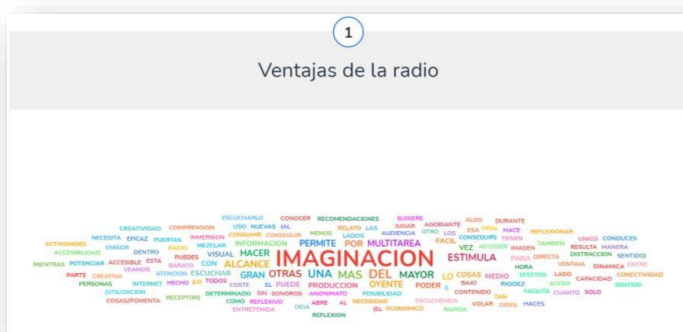 1
Ventajas de la radio
ESCUCHARLO CONOCER RECOMENDACIONES SUGIERE
CREATIVIDAD COMPRENSION USO NUEVAS (AL RELATO LAS JUGAR AGOBIANTE ALGO DURANTE
NECESITA EFICAZ PUERTAS INMERSION CONSUMIR CONSEGUIR MENOS LADOS AUDIENCIA OTRO LOS ESA ORAL HACE REFLEXIONAR
ACTIVIDADES EMISOR RADIO MEZCLAR INFORMACION PERMITE POR MULTITAREA FACIL CONSEGUIR) TIENEN TAMBIEN UNICO CONDUCES
ACCESIBILIDAD DENTRO PUEDES VISUAL HACER IMAGINACION VEZ ACCEDER IMAGEN RESULTA MANERA
MIENTRAS POTENCIAR ACCESIBLE ESTA BARATO CON ALCANCE ESTIMULA PARA DIRECTA DISTRACCION SENTIDO)
VEAMOS HORA VENTAJA DINAMICA ENTRE
PARTE CREATIVA ATENCION ESCUCHAR GRAN OTRAS UNA MAS DEL MAYOR LO COSAS MEDIO EFECTOS LADO CAPACIDAD CONECTIVIDAD
PERSONAS INTERNET HECHO ES) TODOS COSTE EL PUEDE PRODUCCION OYENTE PODER E BAJO RIGIDEZ ACERA SENTIDO
(UTILIZACION DETERMINADO SIN SONOROS ANONIMATO POSIBILIDAD CONTENIDO FACILITA CUANTO SOLO
COSAS)FOMENTA RECEPTOR) COMO REFLEXIVO ABRE AL NECESIDAD ESCUCHEMOS TAN
ENTRETENIDA DEJA (EL ECONOMICO RAPIDA VOLAR OIDO) HACES
REFLEXION